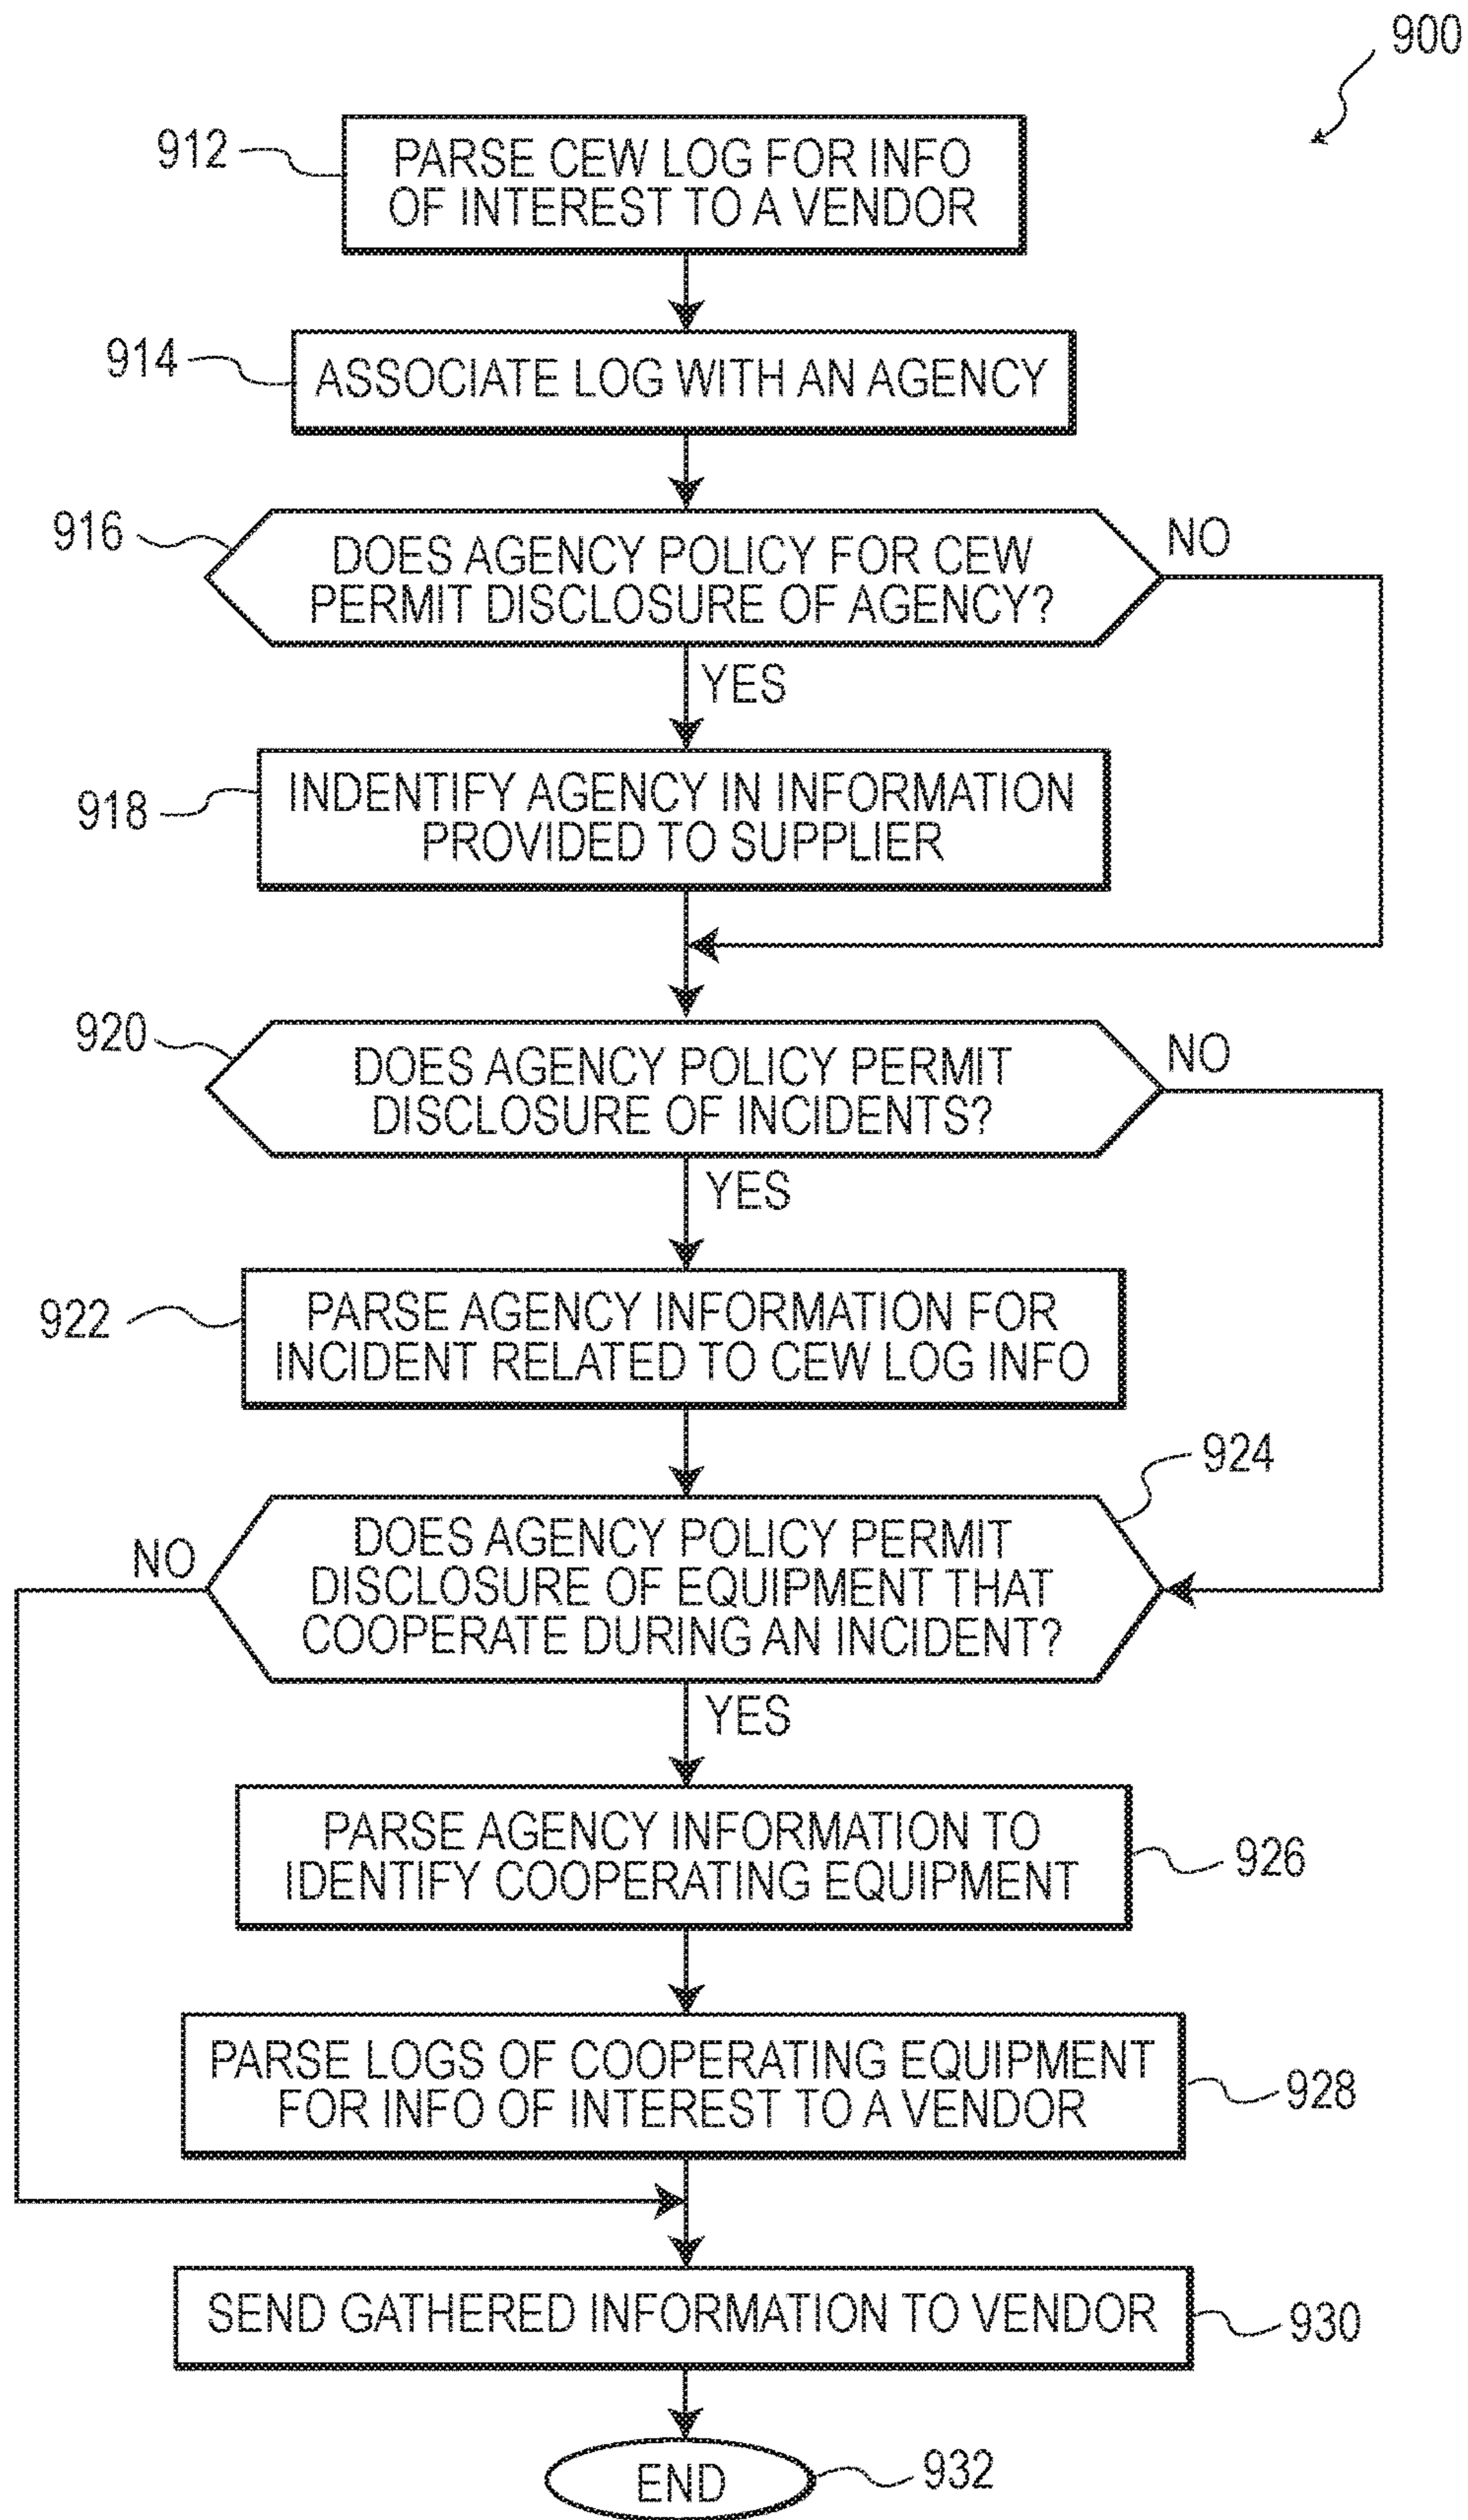 900
912
PARSE CEW LOG FOR INFO
OF INTEREST TO A VENDOR
914
ASSOCIATE LOG WITH AN AGENCY
916
DOES AGENCY POLICY FOR CEW
PERMIT DISCLOSURE OF AGENCY?
NO
YES
918
INDENTIFY AGENCY IN INFORMATION
PROVIDED TO SUPPLIER
920
DOES AGENCY POLICY PERMIT
DISCLOSURE OF INCIDENTS?
NO
YES
922
PARSE AGENCY INFORMATION FOR
INCIDENT RELATED TO CEW LOG INFO
924
NO
DOES AGENCY POLICY PERMIT
DISCLOSURE OF EQUIPMENT THAT
COOPERATE DURING AN INCIDENT?
YES
PARSE AGENCY INFORMATION TO
IDENTIFY COOPERATING EQUIPMENT
926
PARSE LOGS OF COOPERATING EQUIPMENT
FOR INFO OF INTEREST TO A VENDOR
928
SEND GATHERED INFORMATION TO VENDOR
930
END
932